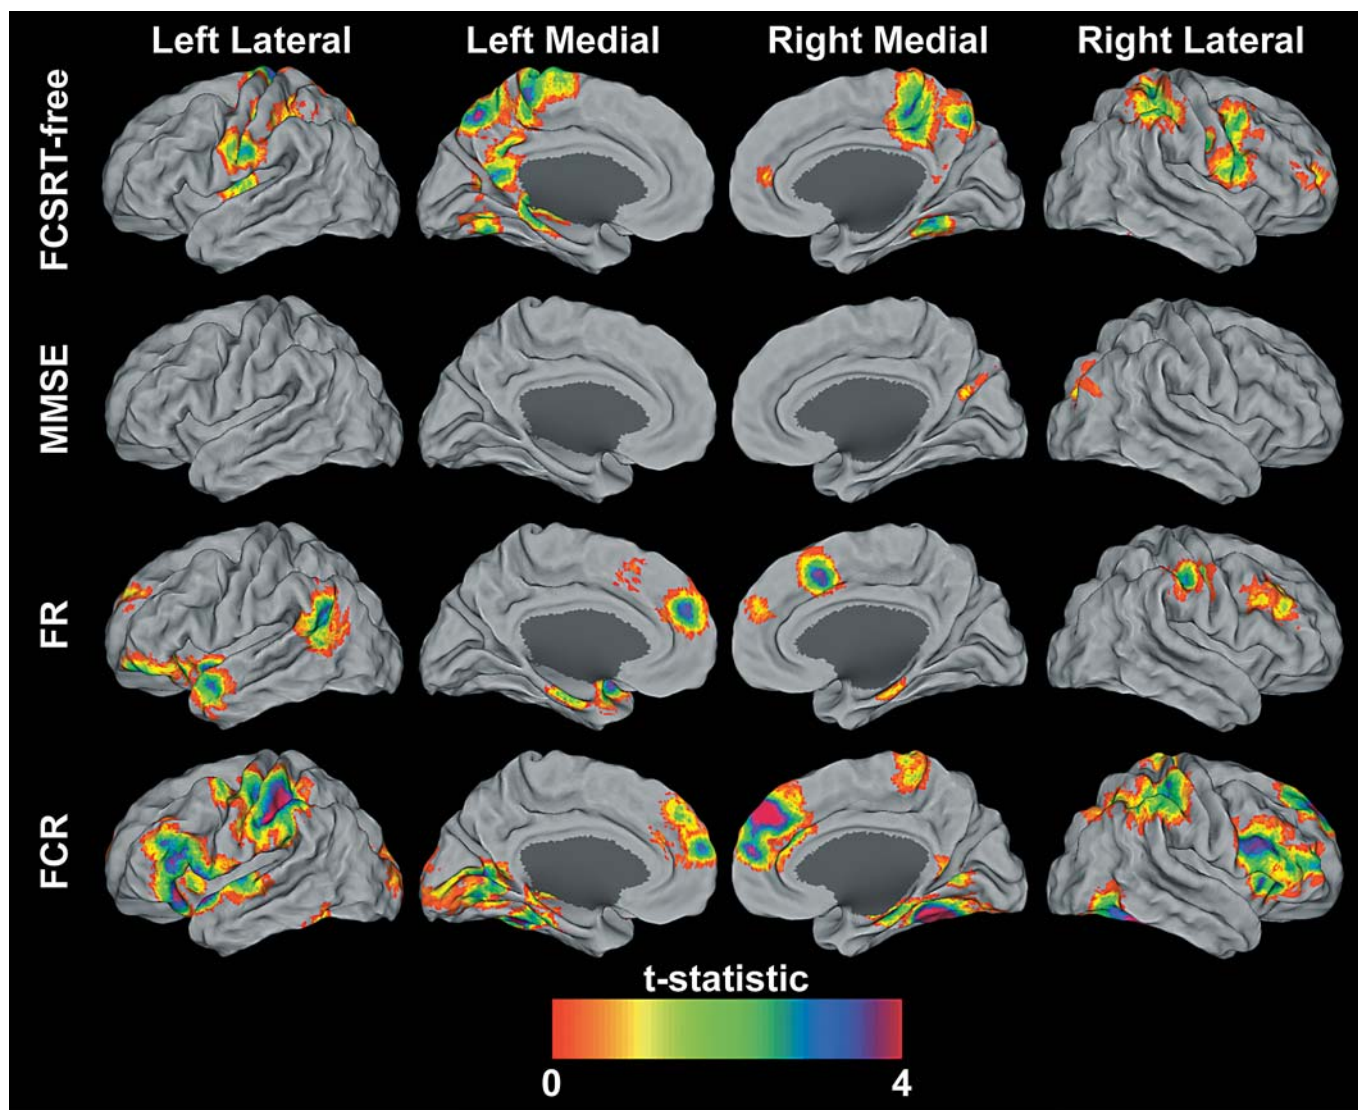 Left Lateral Left Medial Right Medial Right Lateral
FCSRT-free
MMSE
FR
FCR
t-statistic
0 4